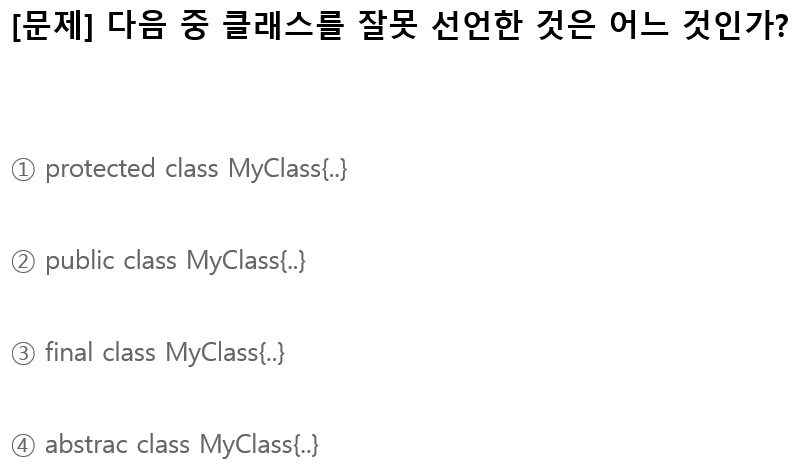 [문제] 다음 중 클래스를 잘못 선언한 것은 어느 것인가?
① protected class MyClass{..}
② public class MyClass{..}
③ final class MyClass{..}
④ abstrac class MyClass{..}